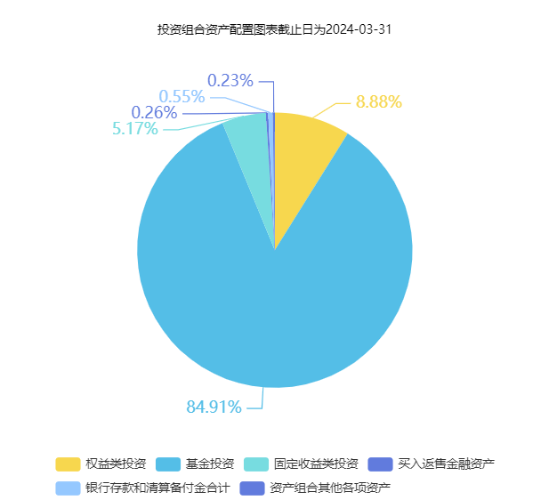 投资组合资产配置图表截止日为2024-03-31
0.23%
0.55%
8.88%
0.26%
5.17%
84.91%
权益类投资 基金投资 固定收益类投资 买入返售金融资产
银行存款和清算备付金合计 资产组合其他各项资产